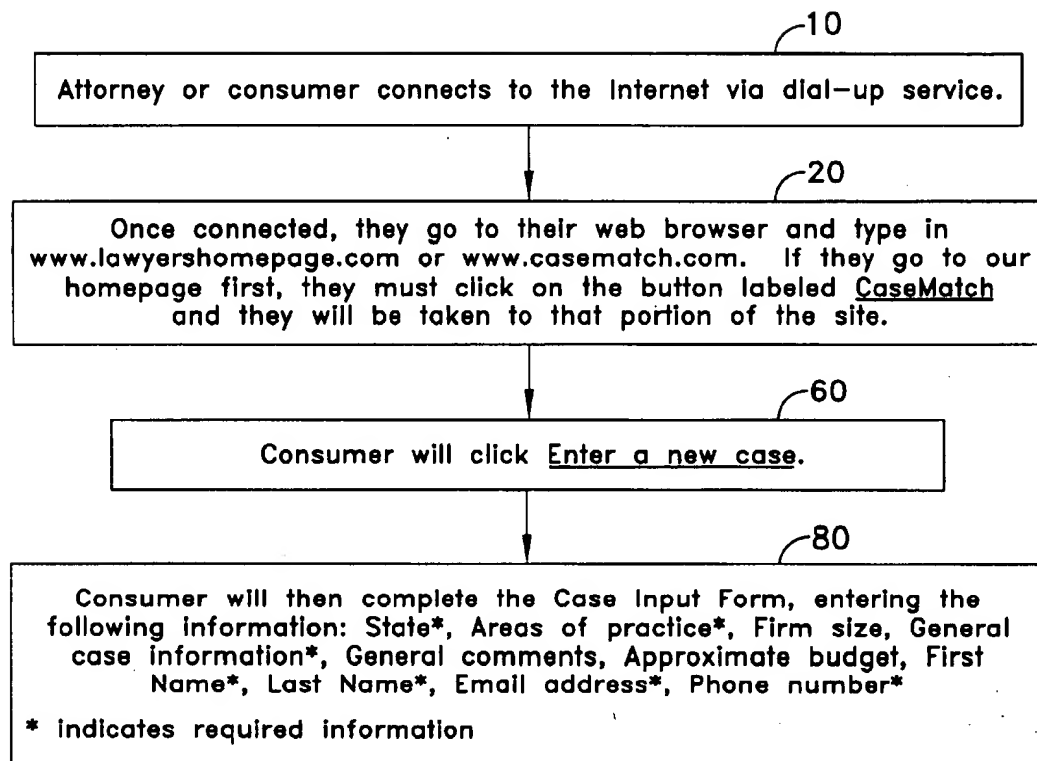 10
Attorney or consumer connects to the Internet via dial-up service.
20
Once connected, they go to their web browser and type in
www.lawyershomepage.com or www.casematch.com. If they go to our
homepage first, they must click on the button labeled CaseMatch
and they will be taken to that portion of the site.
60
Consumer will click Enter a new case.
80
Consumer will then complete the Case Input Form, entering the
following information: State*, Areas of practice*, Firm size, General
case information*, General comments, Approximate budget, First
Name*, Last Name*, Email address*, Phone number*
* indicates required information